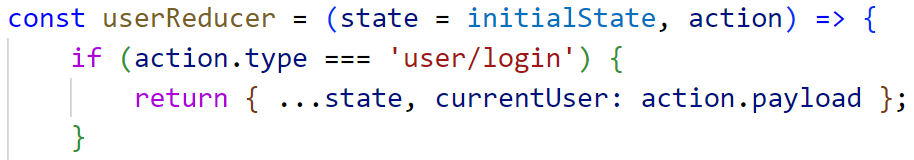 const userReducer = (state = initialState, action) => {
    if (action.type === 'user/login') {
        return { ...state, currentUser: action.payload };
    }